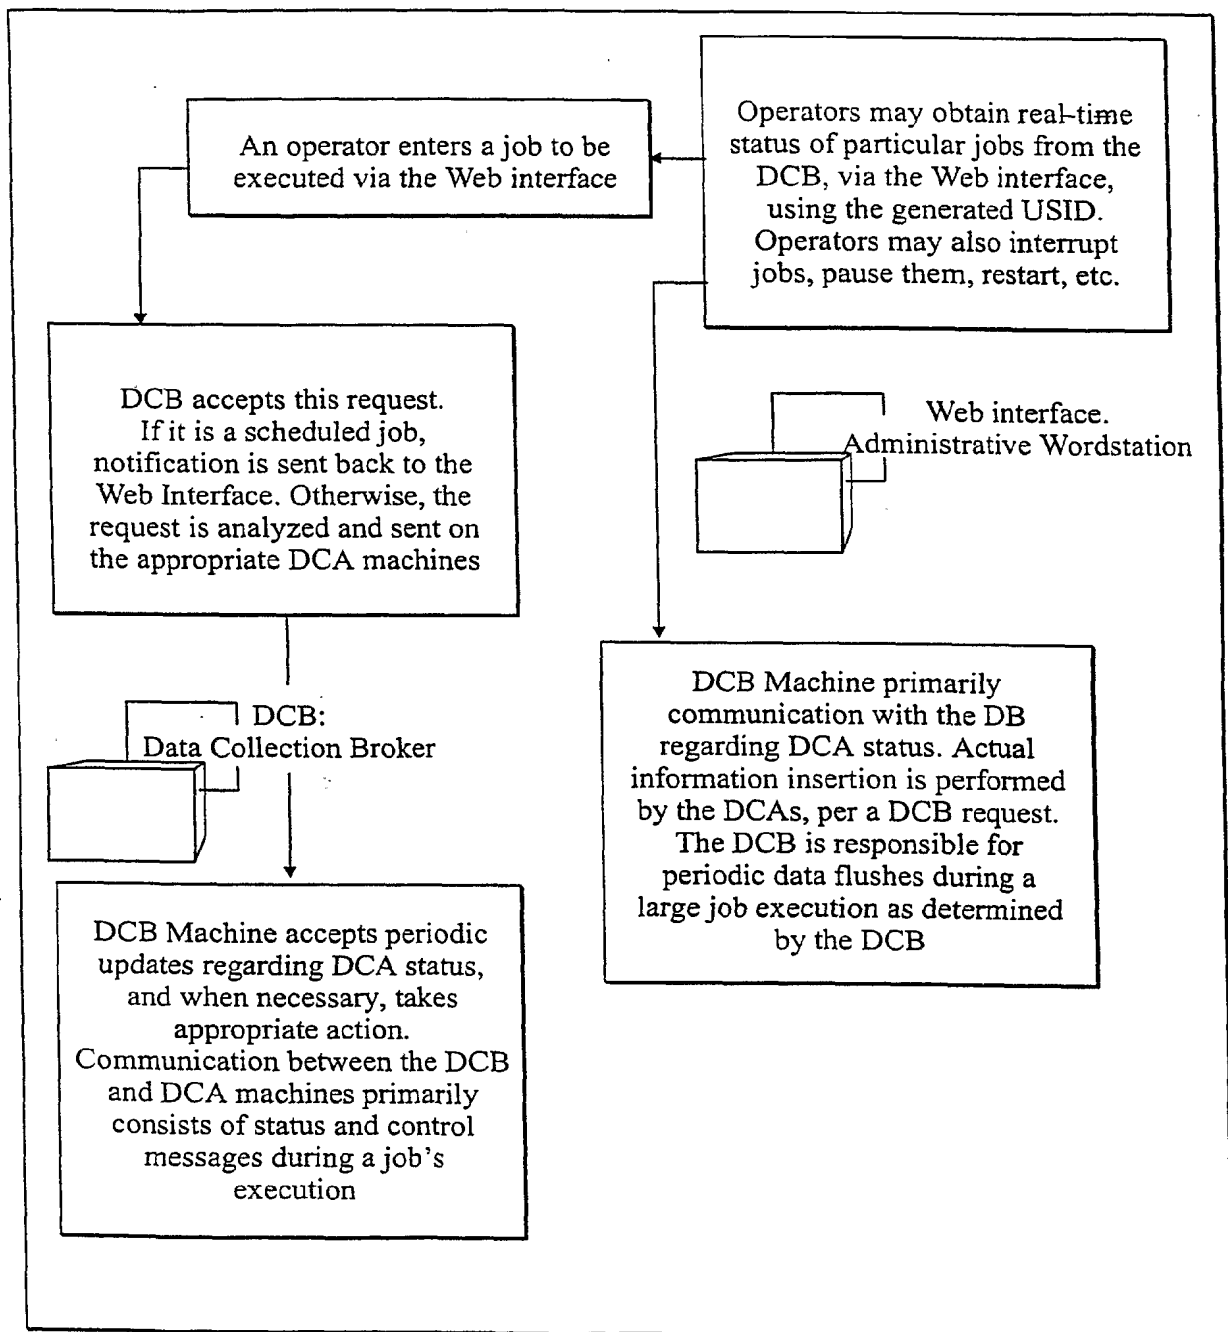 An operator enters a job to be
executed via the Web interface
Operators may obtain real-time
status of particular jobs from the
DCB, via the Web interface,
using the generated USID.
Operators may also interrupt
jobs, pause them, restart, etc.
DCB accepts this request.
If it is a scheduled job,
notification is sent back to the
Web Interface. Otherwise, the
request is analyzed and sent on
the appropriate DCA machines
Web interface.
Administrative Wordstation
DCB:
Data Collection Broker
DCB Machine primarily
communication with the DB
regarding DCA status. Actual
information insertion is performed
by the DCAs, per a DCB request.
The DCB is responsible for
periodic data flushes during a
large job execution as determined
by the DCB
DCB Machine accepts periodic
updates regarding DCA status,
and when necessary, takes
appropriate action.
Communication between the DCB
and DCA machines primarily
consists of status and control
messages during a job's
execution